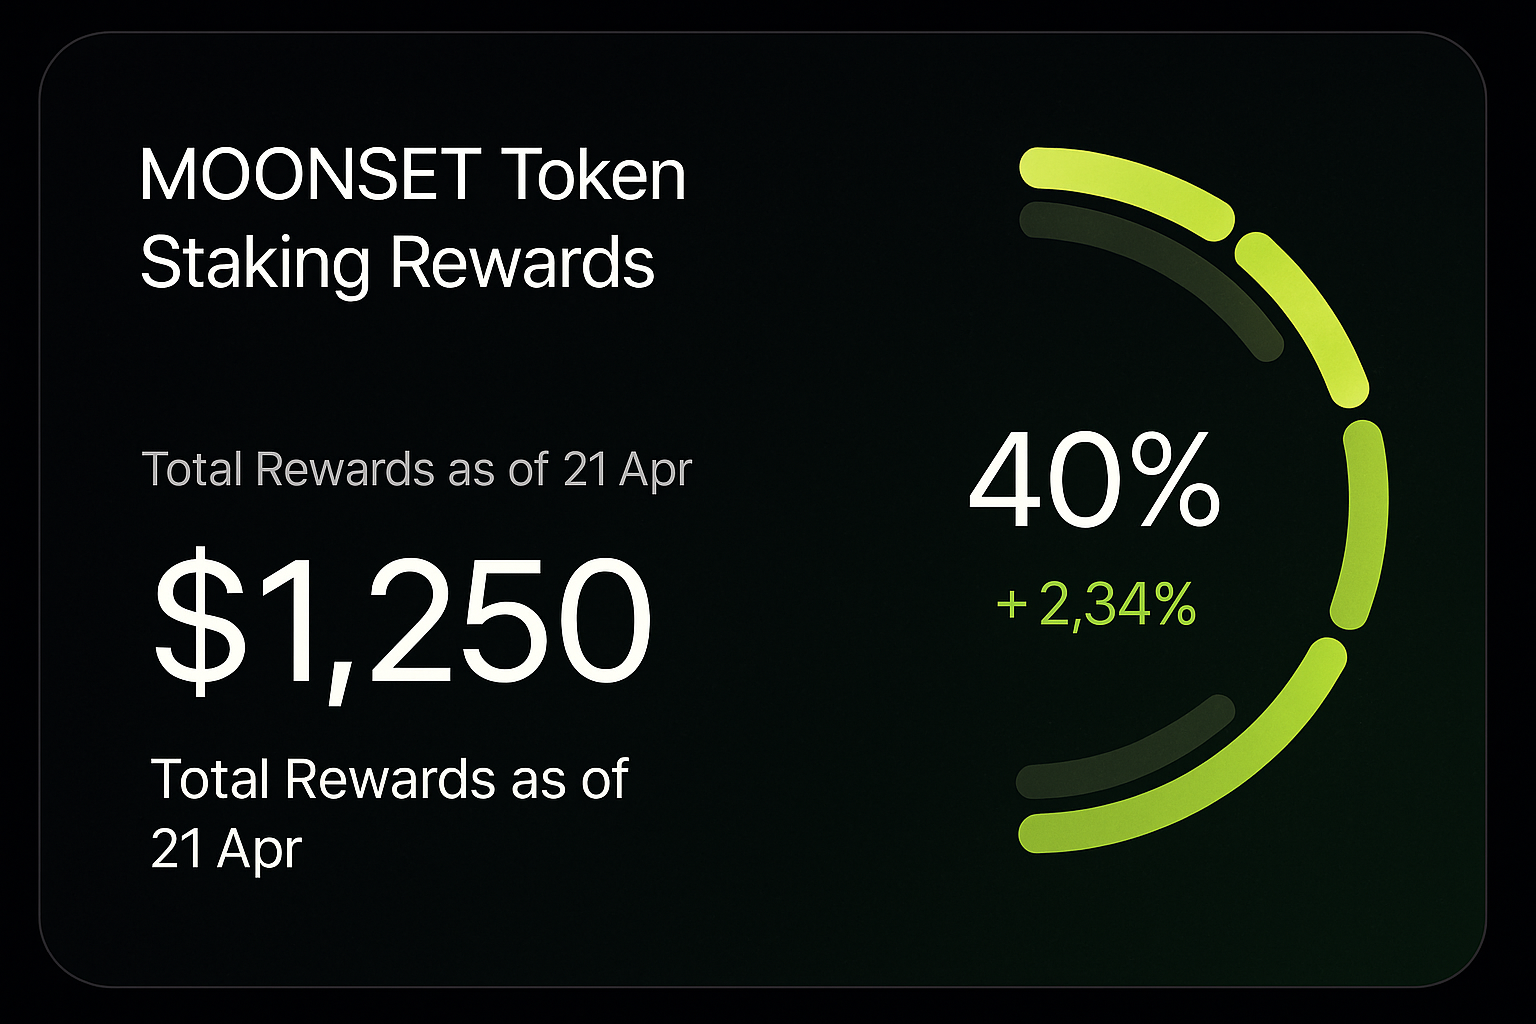 MOONSET Token
Staking Rewards
Total Rewards as of 21 Apr
$1,250
Total Rewards as of
21 Apr
40%
+2,34%